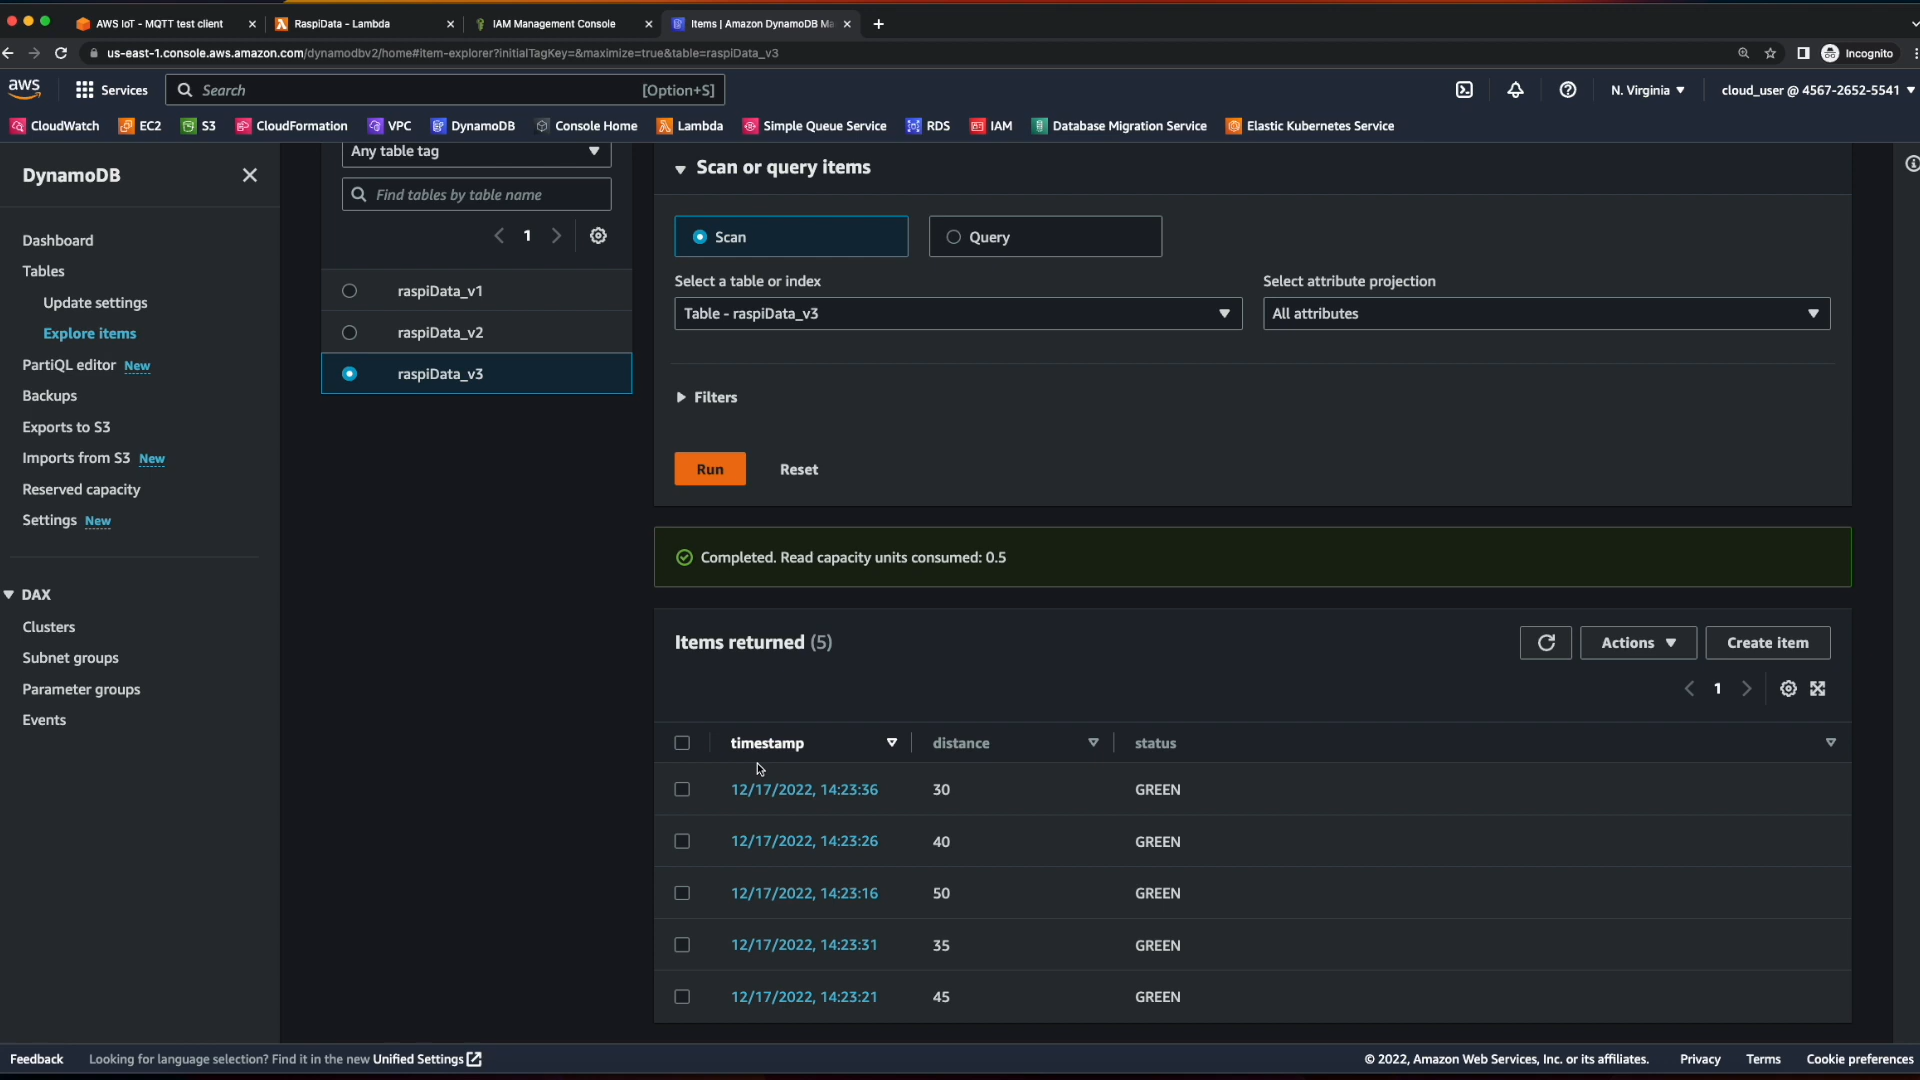 AWS IoT - MQTT test client
RaspiData - Lambda
IAM Management Console
Items | Amazon DynamoDB Ma
us-east-1.console.aws.amazon.com/dynamodbv2/home#item-explorer?initialTagKey=&maximize=true&table=raspiData_v3
Incognito
aws
Services
Search
[Option+S]
N. Virginia
cloud_user @ 4567-2652-5541
CloudWatch
EC2
S3
CloudFormation
VPC
DynamoDB
Console Home
Lambda
Simple Queue Service
RDS
IAM
Database Migration Service
Elastic Kubernetes Service
DynamoDB
Dashboard
Tables
Update settings
Explore items
PartiQL editor New
Backups
Exports to S3
Imports from S3 New
Reserved capacity
Settings New
DAX
Clusters
Subnet groups
Parameter groups
Events
Any table tag
Find tables by table name
1
raspiData_v1
raspiData_v2
raspiData_v3
Scan or query items
Scan
Query
Select a table or index
Table - raspiData_v3
Select attribute projection
All attributes
Filters
Run
Reset
Completed. Read capacity units consumed: 0.5
Items returned (5)
Actions
Create item
1
timestamp distance status
12/17/2022, 14:23:36 30 GREEN
12/17/2022, 14:23:26 40 GREEN
12/17/2022, 14:23:16 50 GREEN
12/17/2022, 14:23:31 35 GREEN
12/17/2022, 14:23:21 45 GREEN
Feedback
Looking for language selection? Find it in the new Unified Settings
© 2022, Amazon Web Services, Inc. or its affiliates.
Privacy
Terms
Cookie preferences